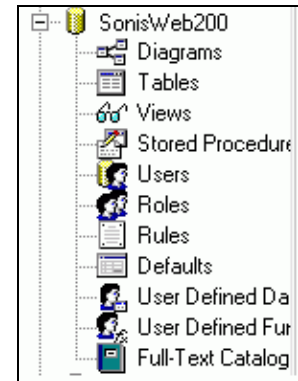 SonisWeb200
Diagrams
Tables
Views
Stored Procedure
Users
Roles
Rules
Defaults
User Defined Da
User Defined Fur
Full-Text Catalog